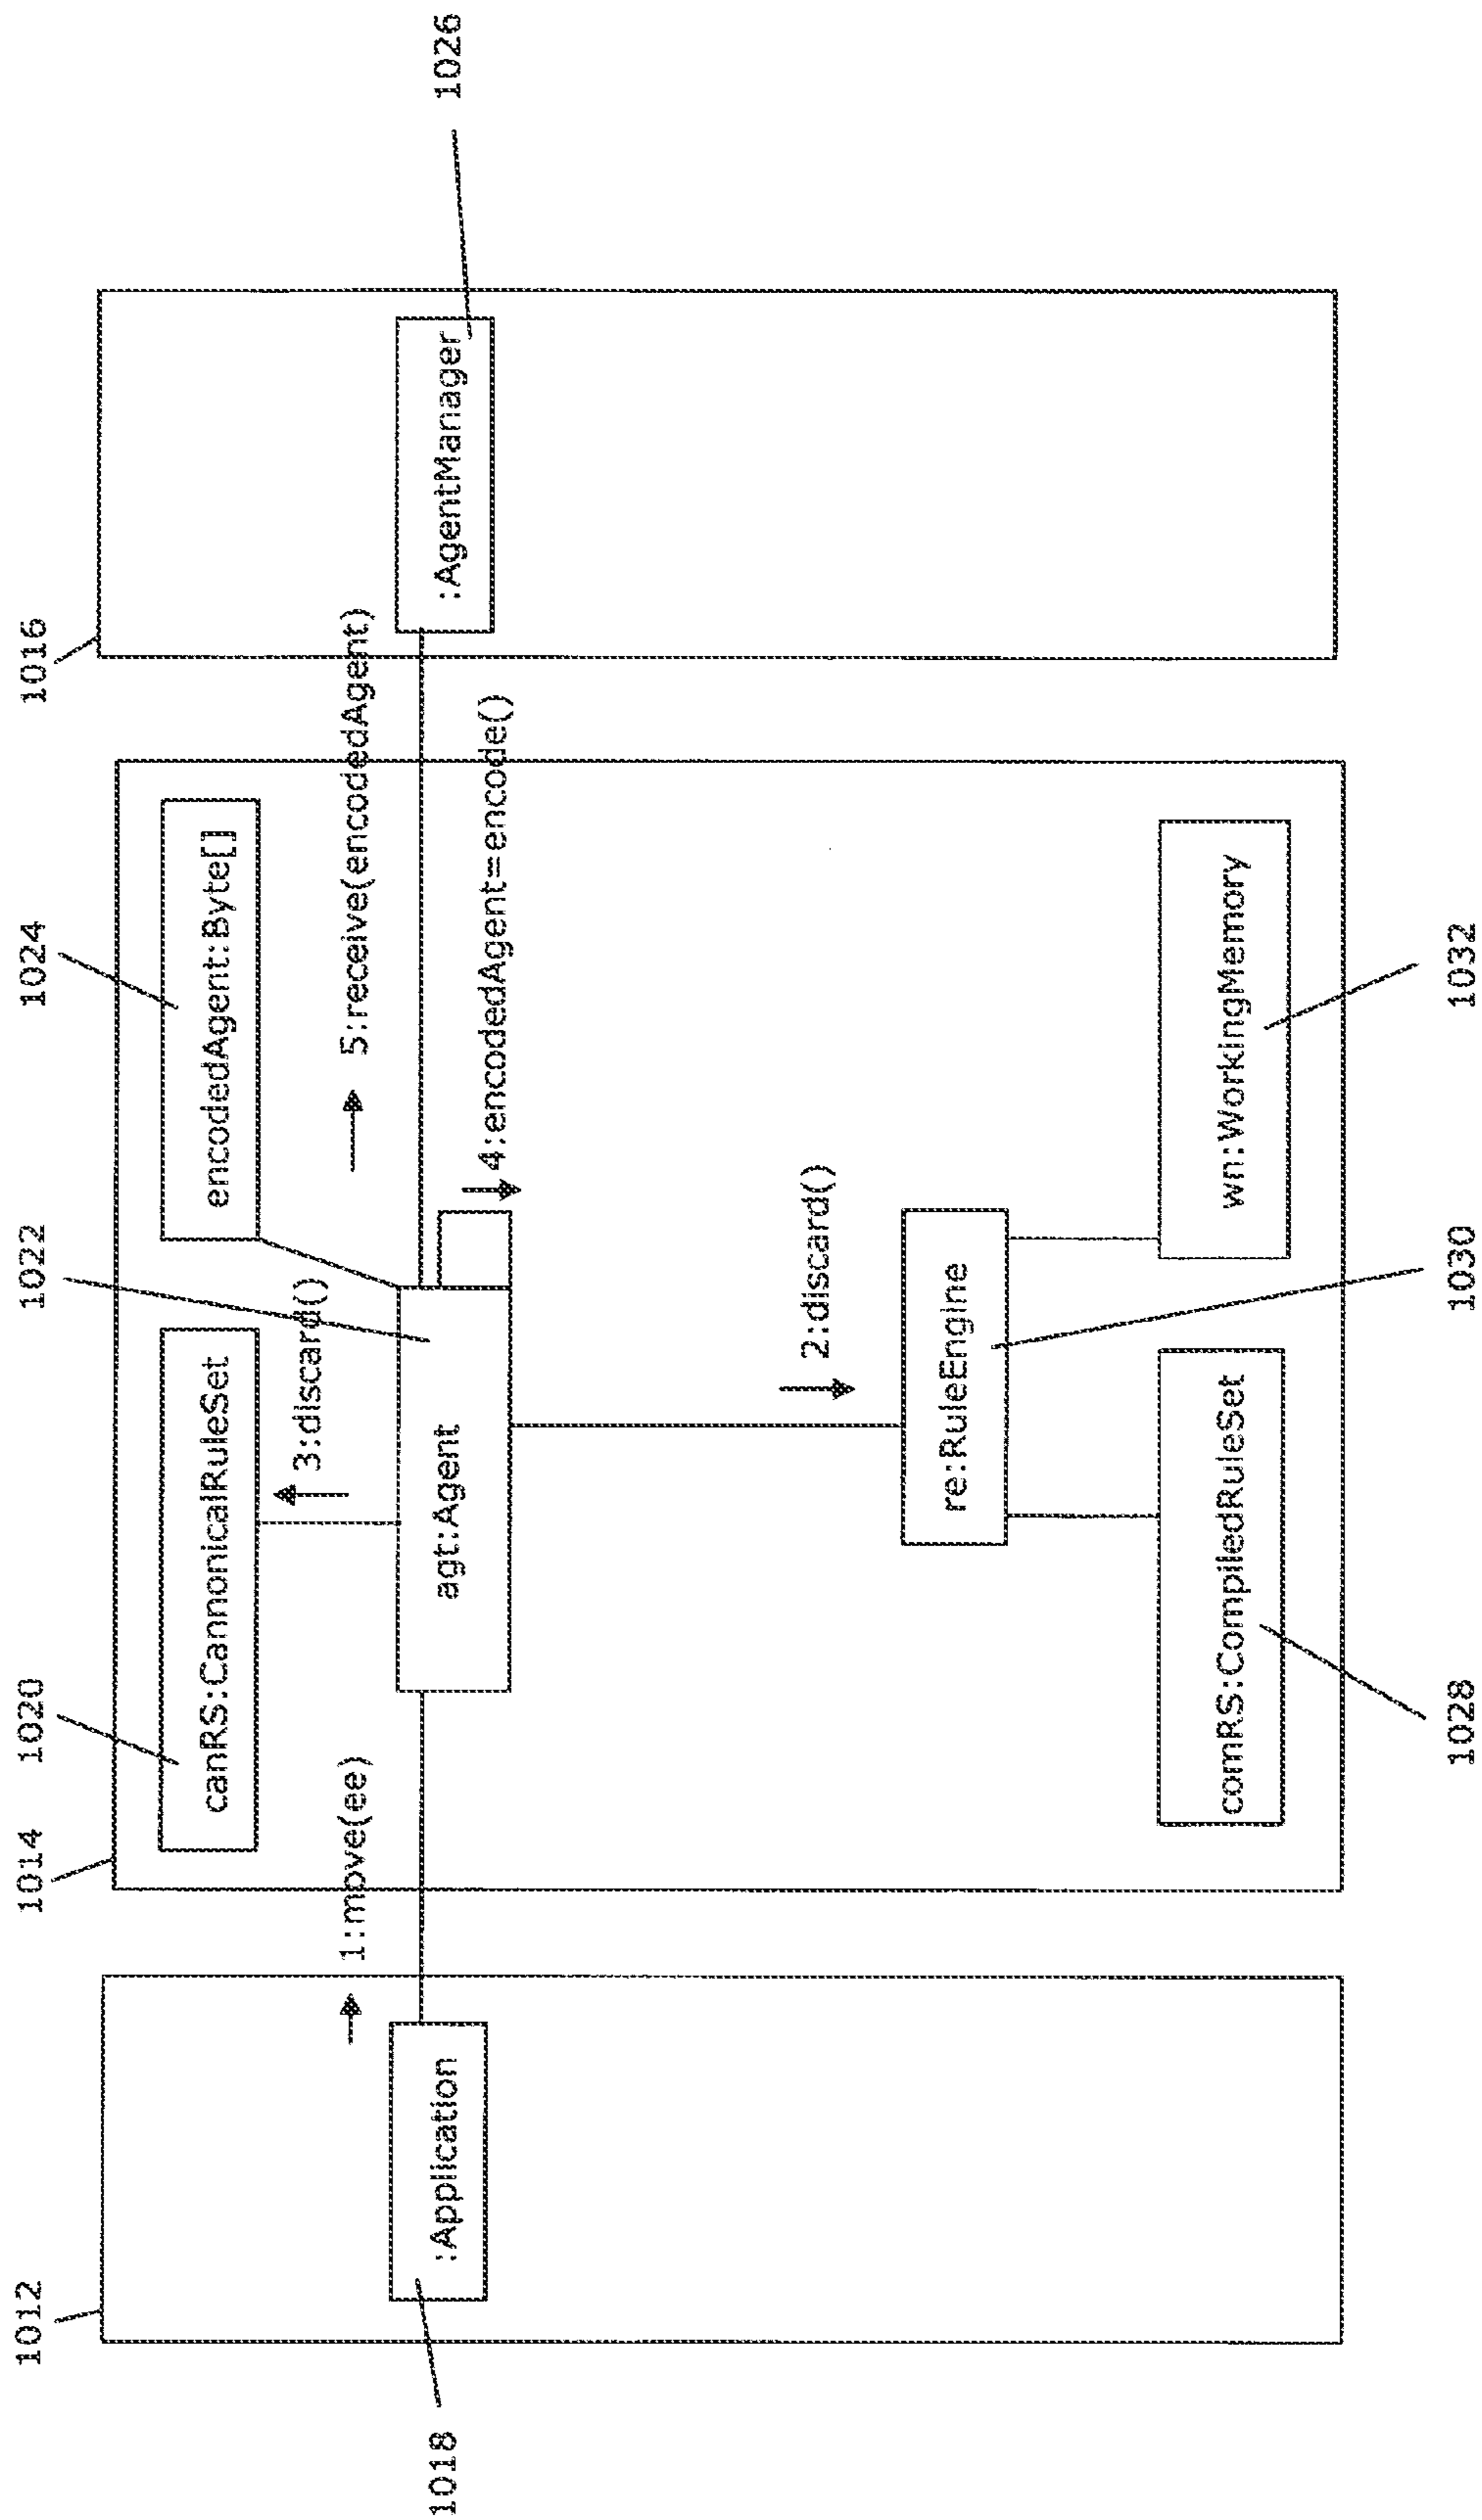 1012
1014
1020
1022
1024
1016
canRS:CannonicalRuleSet
encodedAgent:Byte[]
3:discard()
1:move(ee)
5:receive(encodedAgent)
:Application
agt:Agent
:AgentManager
1018
1026
4:encodedAgent=encode()
2:discard()
re:RuleEngine
comRS:CompiledRuleSet
wn:WorkingMemory
1028
1030
1032